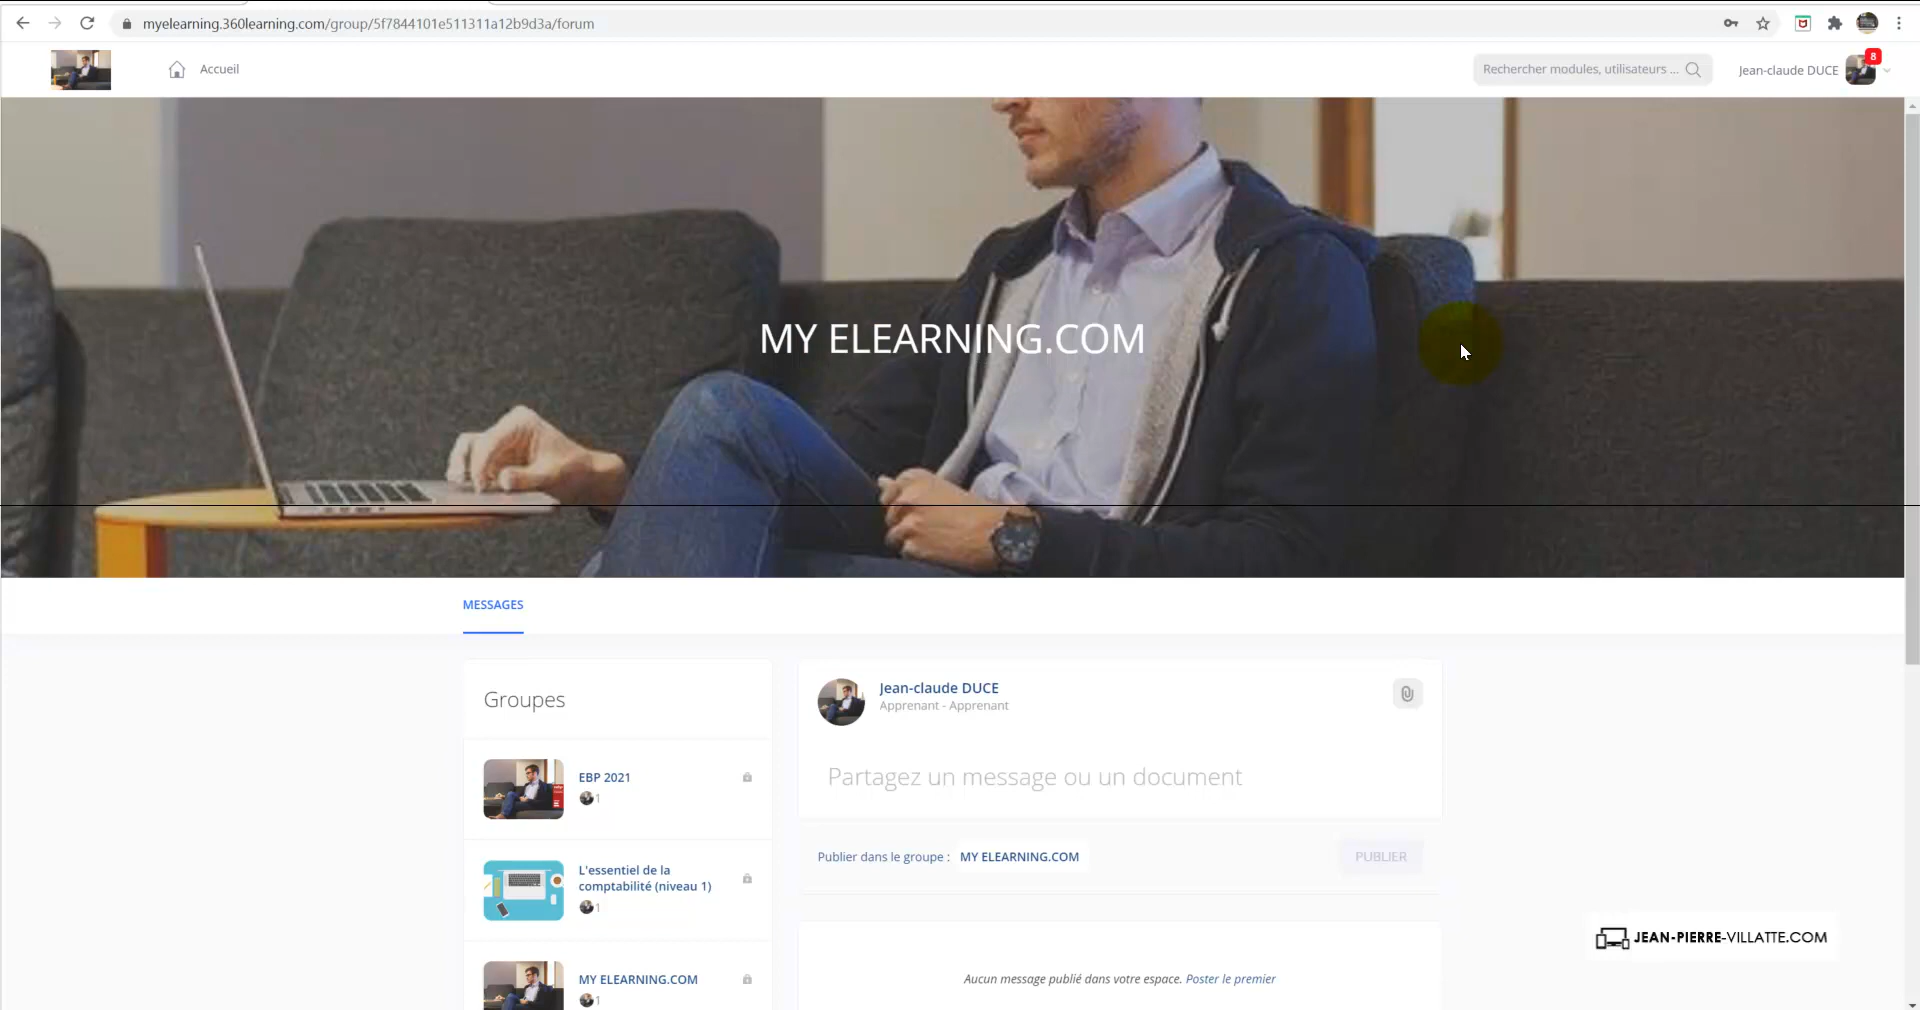 myelearning.360learning.com/group/5f7844101e511311a12b9d3a/forum
Accueil
Rechercher modules, utilisateurs ...
Jean-claude DUCE
8
MY ELEARNING.COM
MESSAGES
Groupes
EBP 2021
1
L'essentiel de la
comptabilité (niveau 1)
1
MY ELEARNING.COM
1
Jean-claude DUCE
Apprenant - Apprenant
Partagez un message ou un document
Publier dans le groupe : MY ELEARNING.COM
PUBLIER
Aucun message publié dans votre espace. Poster le premier
JEAN-PIERRE-VILLATTE.COM